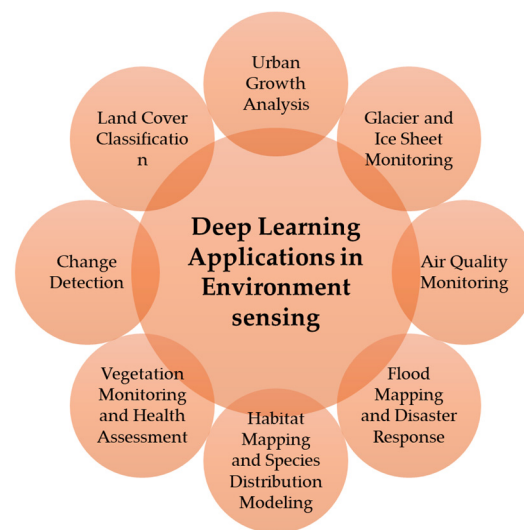 Urban
Growth
Analysis
Glacier and
Ice Sheet
Monitoring
Air Quality
Monitoring
Flood
Mapping
and Disaster
Response
Habitat
Mapping
and Species
Distribution
Modeling
Vegetation
Monitoring
and Health
Assessment
Change
Detection
Land Cover
Classificatio
n
Deep Learning
Applications in
Environment
sensing